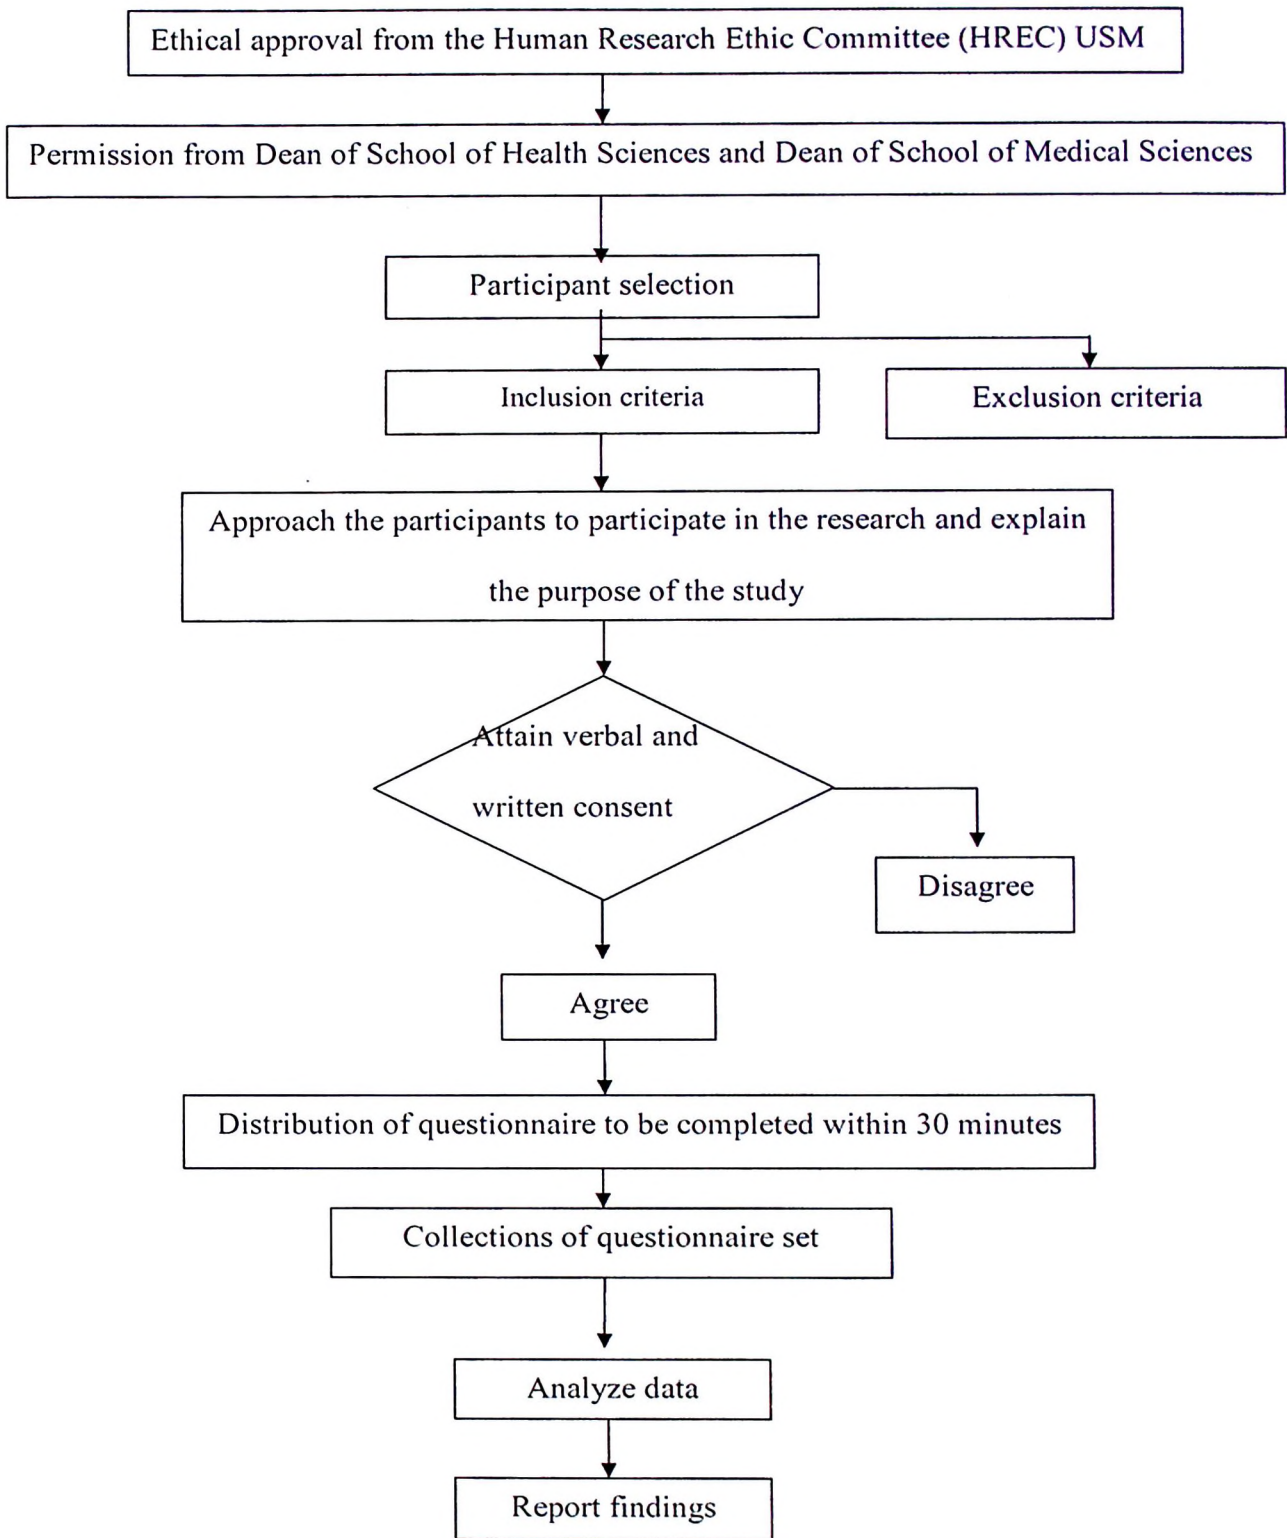 Ethical approval from the Human Research Ethic Committee (HREC) USM
Permission from Dean of School of Health Sciences and Dean of School of Medical Sciences
Participant selection
Inclusion criteria
Exclusion criteria
Approach the participants to participate in the research and explain
the purpose of the study
Attain verbal and
written consent
Disagree
Agree
Distribution of questionnaire to be completed within 30 minutes
Collections of questionnaire set
Analyze data
Report findings